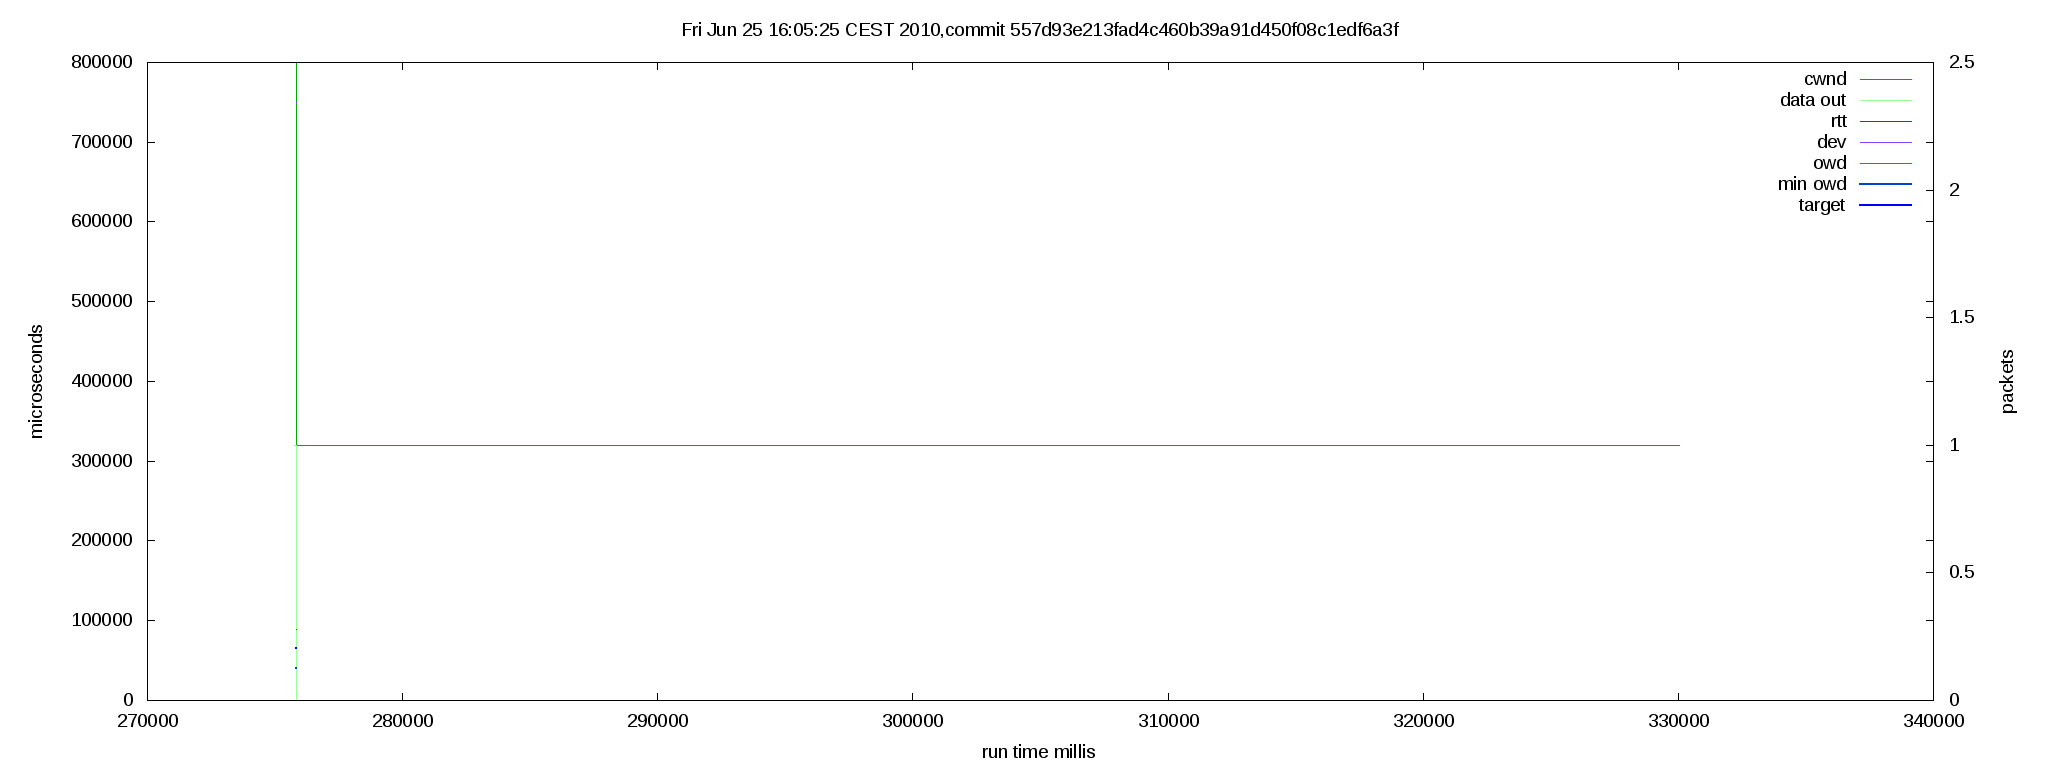 Fri Jun 25 16:05:25 CEST 2010,commit 557d93e213fad4c460b39a91d450f08c1edf6a3f
800000
700000
600000
500000
400000
300000
200000
100000
0
microseconds
2.5
2
1.5
1
0.5
0
packets
cwnd
data out
rtt
dev
owd
min owd
target
270000 280000 290000 300000 310000 320000 330000 340000
run time millis